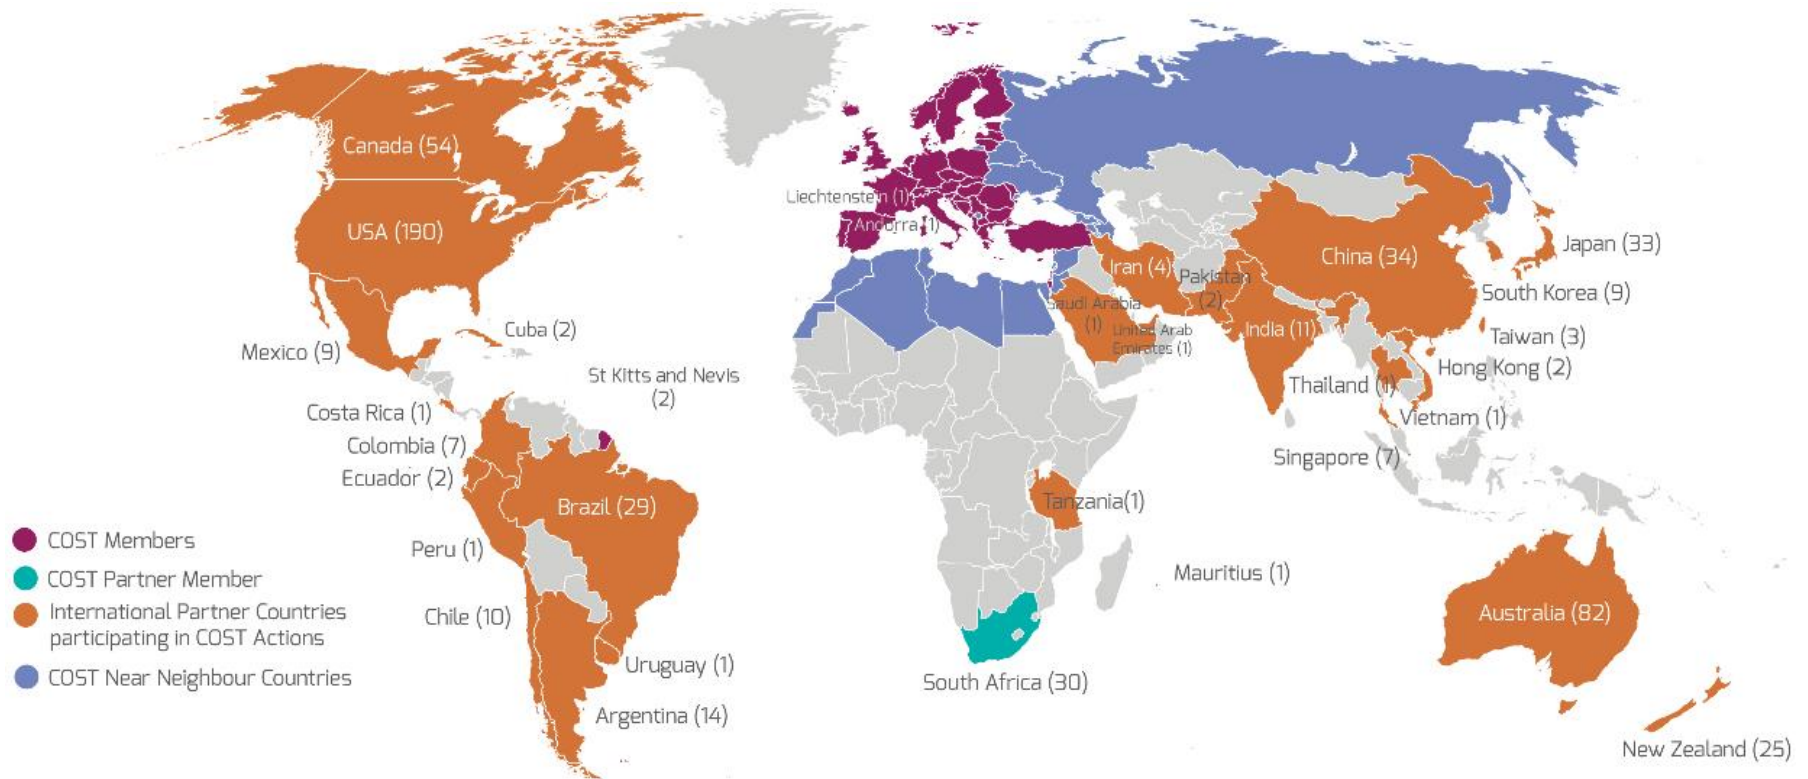 Canada (54)
USA (190)
Mexico (9)
Cuba (2)
St Kitts and Nevis
(2)
Costa Rica (1)
Colombia (7)
Ecuador (2)
Brazil (29)
Peru (1)
Chile (10)
Uruguay (1)
Argentina (14)
Liechtenstein (1)
Andorra (1)
Iran (4)
Pakistan
(2)
Saudi Arabia
(1)
United Arab
Emirates (1)
India (11)
China (34)
Japan (33)
South Korea (9)
Taiwan (3)
Hong Kong (2)
Thailand (1)
Vietnam (1)
Singapore (7)
Tanzania(1)
Mauritius (1)
South Africa (30)
Australia (82)
New Zealand (25)
COST Members
COST Partner Member
International Partner Countries
participating in COST Actions
COST Near Neighbour Countries